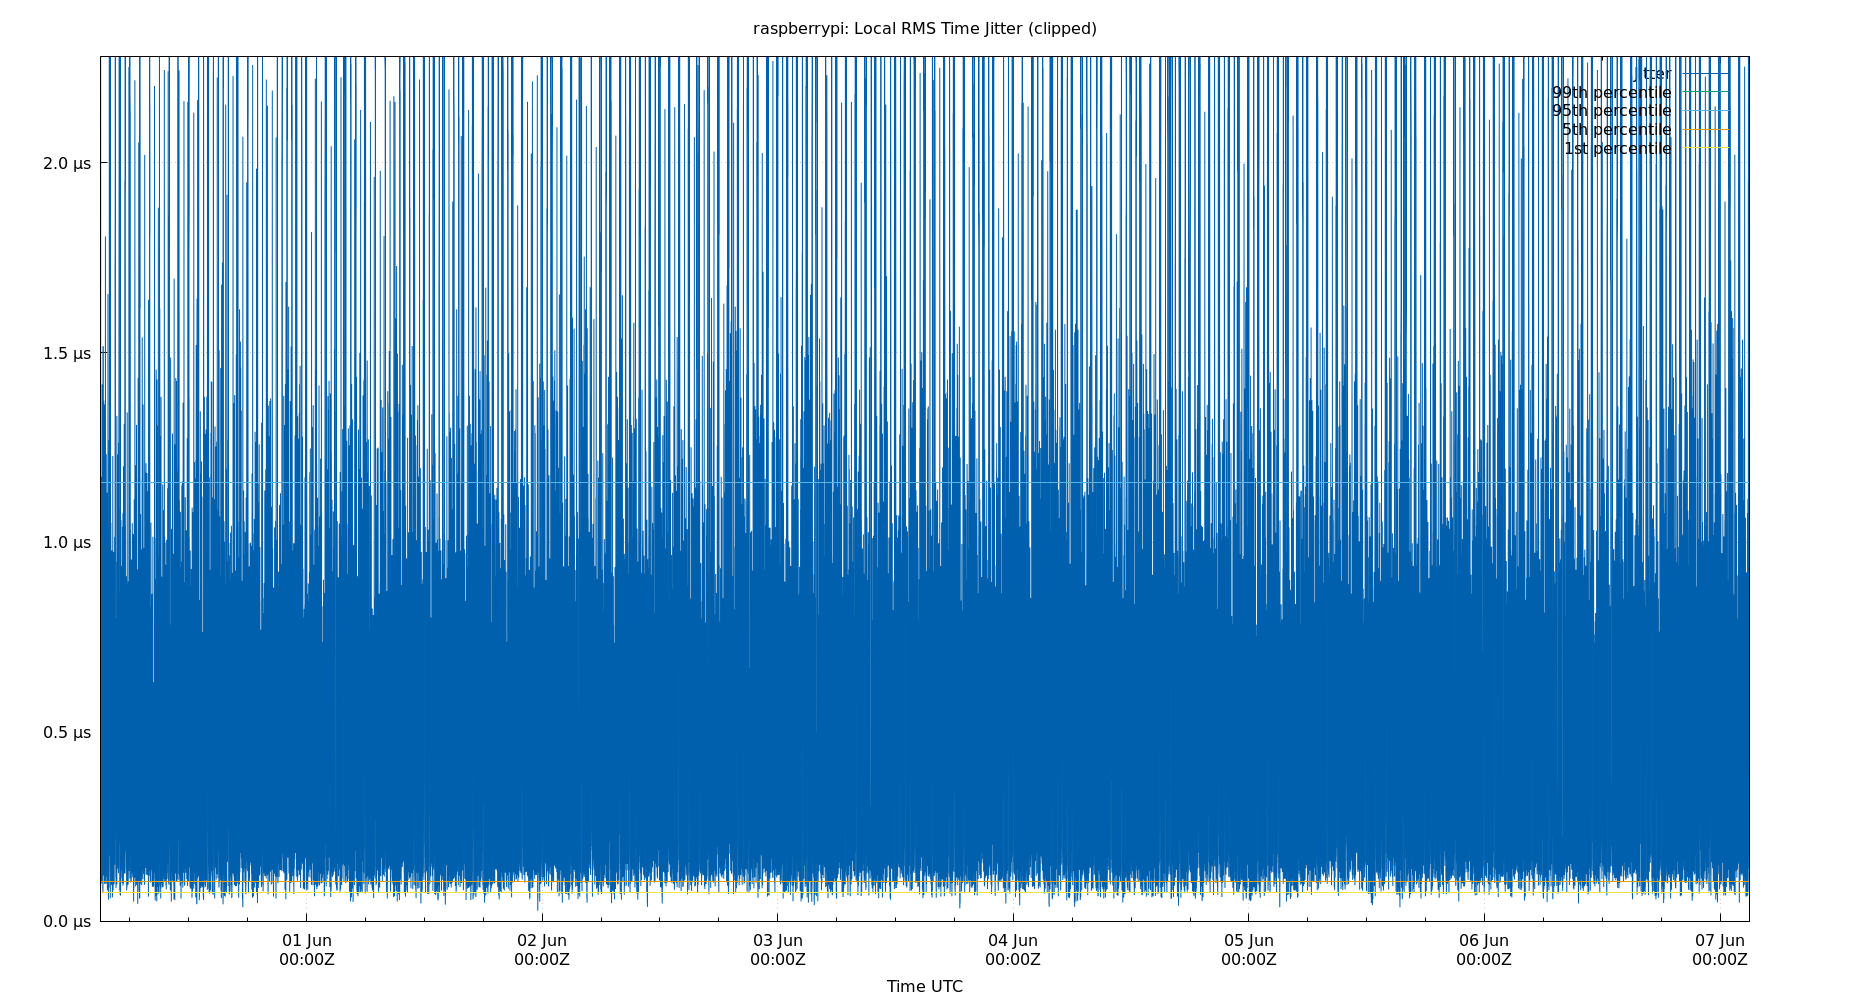 raspberrypi: Local RMS Time Jitter (clipped)
jitter
99th percentile
95th percentile
5th percentile
1st percentile
2.0 µs
1.5 µs
1.0 µs
0.5 µs
0.0 µs
01 Jun 02 Jun 03 Jun 04 Jun 05 Jun 06 Jun 07 Jun
00:00Z 00:00Z 00:00Z 00:00Z 00:00Z 00:00Z 00:00Z
Time UTC